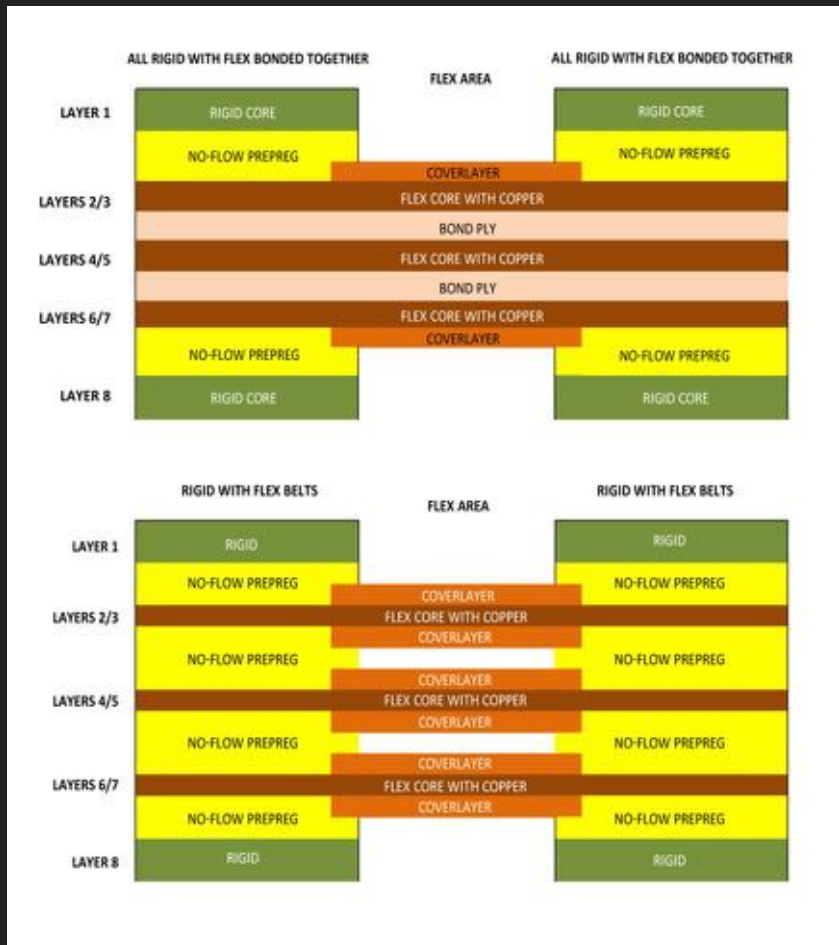 ALL RIGID WITH FLEX BONDED TOGETHER
FLEX AREA
ALL RIGID WITH FLEX BONDED TOGETHER
LAYER 1
RIGID CORE
RIGID CORE
NO-FLOW PREPREG
NO-FLOW PREPREG
COVERLAYER
LAYERS 2/3
FLEX CORE WITH COPPER
BOND PLY
LAYERS 4/5
FLEX CORE WITH COPPER
BOND PLY
LAYERS 6/7
FLEX CORE WITH COPPER
COVERLAYER
NO-FLOW PREPREG
NO-FLOW PREPREG
LAYER 8
RIGID CORE
RIGID CORE
RIGID WITH FLEX BELTS
FLEX AREA
RIGID WITH FLEX BELTS
LAYER 1
RIGID
RIGID
NO-FLOW PREPREG
NO-FLOW PREPREG
COVERLAYER
LAYERS 2/3
FLEX CORE WITH COPPER
COVERLAYER
NO-FLOW PREPREG
NO-FLOW PREPREG
COVERLAYER
LAYERS 4/5
FLEX CORE WITH COPPER
COVERLAYER
NO-FLOW PREPREG
NO-FLOW PREPREG
COVERLAYER
LAYERS 6/7
FLEX CORE WITH COPPER
COVERLAYER
NO-FLOW PREPREG
NO-FLOW PREPREG
LAYER 8
RIGID
RIGID